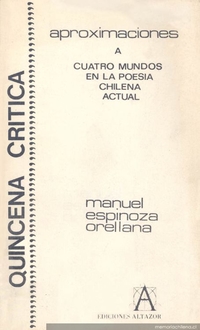 QUINCENA CRITICA
aproximaciones
A
CUATRO MUNDOS
EN LA POESIA
CHILENA
ACTUAL
manuel
espinoza
orellana
A
EDICIONES ALTAZOR